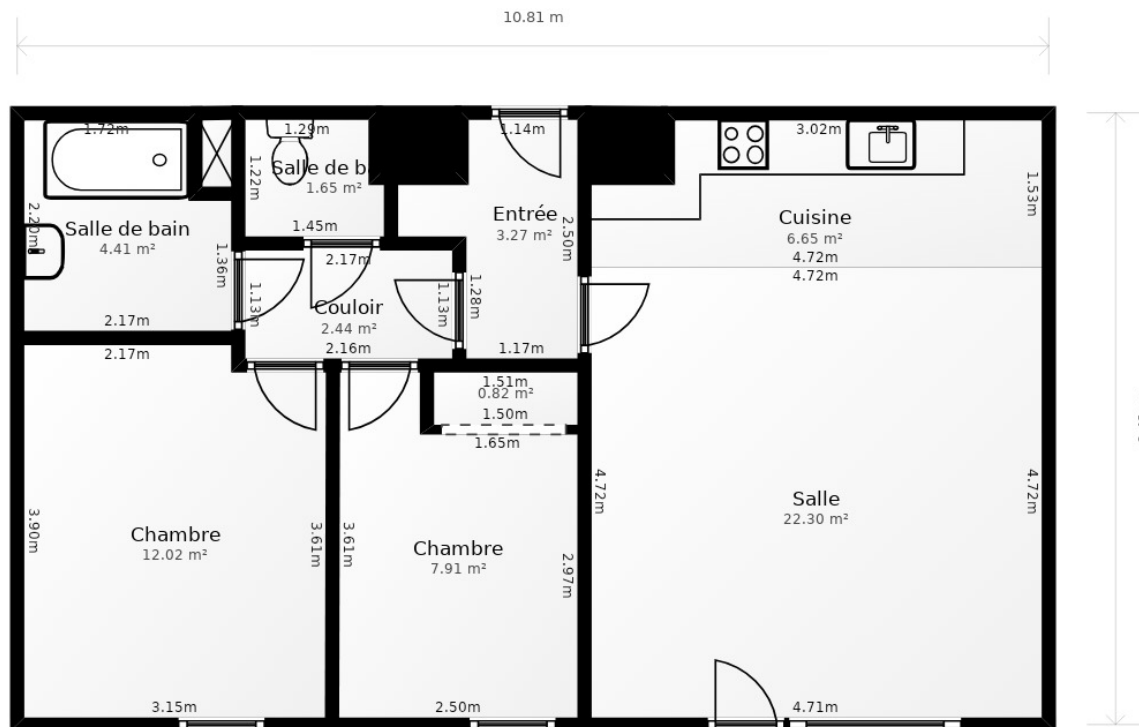 10.81 m
1.72m
1.29m
1.14m
3.02m
1.22m
Salle de b
1.65 m²
1.53m
2.20m
Salle de bain
4.41 m²
1.45m
Entrée
3.27 m²
2.50m
Cuisine
6.65 m²
4.72m
4.72m
1.36m
2.17m
1.13m
Couloir
2.44 m²
1.13m
1.28m
2.17m
2.16m
1.17m
2.17m
1.51m
0.82 m²
1.50m
1.65m
3.90m
Chambre
12.02 m²
3.61m
3.61m
Chambre
7.91 m²
2.97m
4.72m
Salle
22.30 m²
4.72m
3.15m
2.50m
4.71m